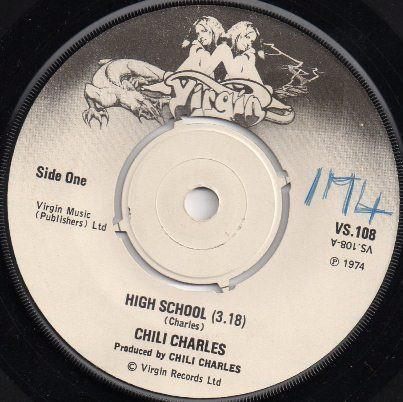 Virgin
Side One
Virgin Music
(Publishers) Ltd
VS.108
VS.108-A
℗ 1974
HIGH SCHOOL (3.18)
(Charles)
CHILI CHARLES
Produced by CHILI CHARLES
© Virgin Records Ltd